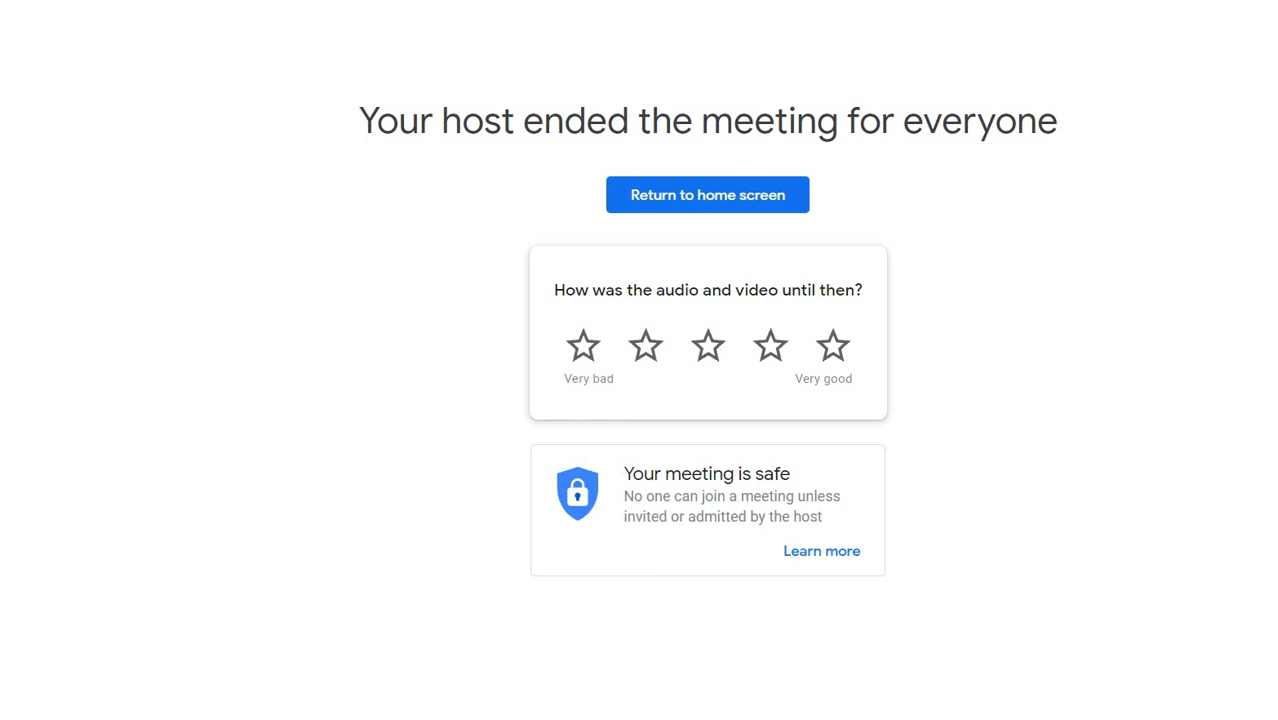 Your host ended the meeting for everyone
Return to home screen
How was the audio and video until then?
Very bad
Very good
Your meeting is safe
No one can join a meeting unless
invited or admitted by the host
Learn more